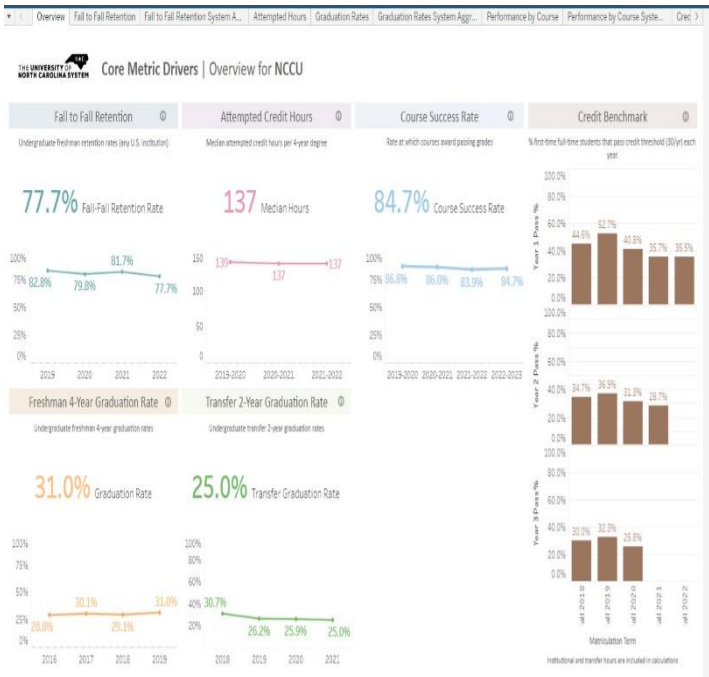 Overview Fall to Fall Retention Fall to Fall Retention System A... Attempted Hours Graduation Rates Graduation Rates System Aggr... Performance by Course Performance by Course Syste... Crec
THE UNIVERSITY OF
NORTH CAROLINA SYSTEM
Core Metric Drivers | Overview for NCCU
Fall to Fall Retention
Undergraduate freshman retention rates (any U.S. institution)
77.7% Fall-Fall Retention Rate
100%
75%
50%
25%
0%
82.8%
79.8%
81.7%
77.7%
2019 2020 2021 2022
Attempted Credit Hours
Median attempted credit hours per 4-year degree
137 Median Hours
150
100
50
0
139
137
137
2019-2020 2020-2021 2021-2022
Course Success Rate
Rate at which courses award passing grades
84.7% Course Success Rate
100%
75%
50%
25%
0%
86.8% 86.0% 83.9% 84.7%
2019-2020 2020-2021 2021-2022 2022-2023
Credit Benchmark
% first-time full-time students that pass credit threshold (30/yr) each
year
Year 1 Pass %
100.0%
80.0%
60.0%
40.0%
20.0%
0.0%
44.6% 52.7% 40.8% 35.7% 35.5%
Year 2 Pass %
100.0%
80.0%
60.0%
40.0%
20.0%
0.0%
34.7% 36.9% 31.3% 28.7%
Year 3 Pass %
100.0%
80.0%
60.0%
40.0%
20.0%
0.0%
30.0% 32.3% 25.8%
all 2018
all 2019
all 2020
all 2021
all 2022
Matriculation Term
Institutional and transfer hours are included in calculations
Freshman 4-Year Graduation Rate
Undergraduate freshman 4-year graduation rates
31.0% Graduation Rate
100%
75%
50%
25%
0%
28.8%
30.1%
29.1%
31.0%
2016 2017 2018 2019
Transfer 2-Year Graduation Rate
Undergraduate transfer 2-year graduation rates
25.0% Transfer Graduation Rate
100%
80%
60%
40%
20%
30.7%
26.2% 25.9% 25.0%
2018 2019 2020 2021